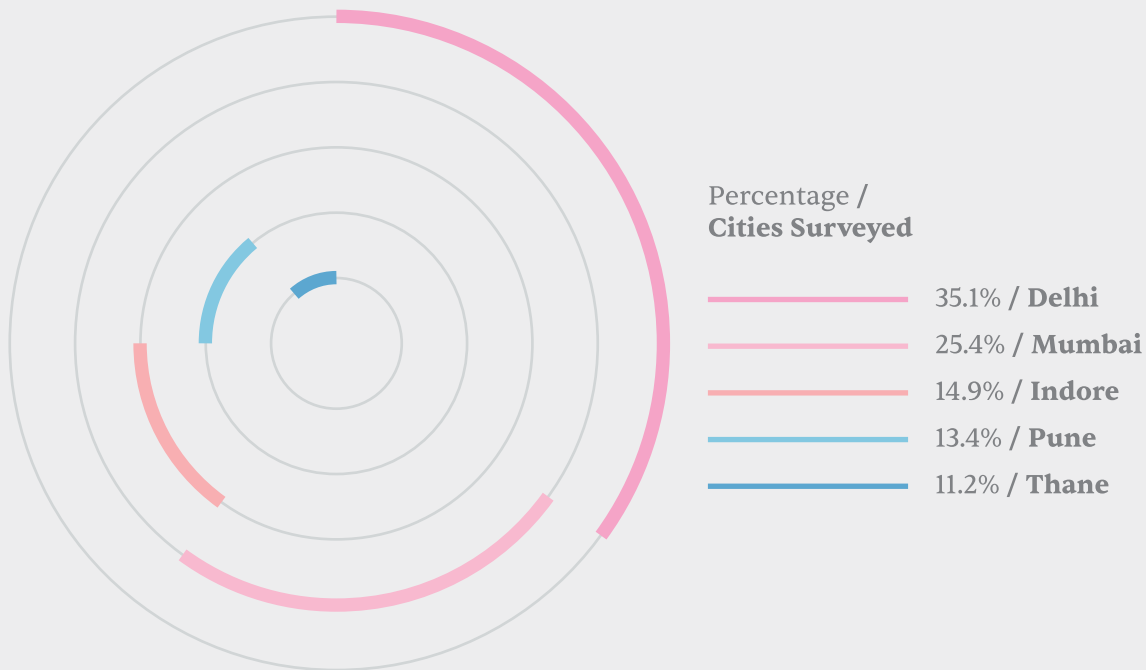 Percentage /
Cities Surveyed
35.1% / Delhi
25.4% / Mumbai
14.9% / Indore
13.4% / Pune
11.2% / Thane